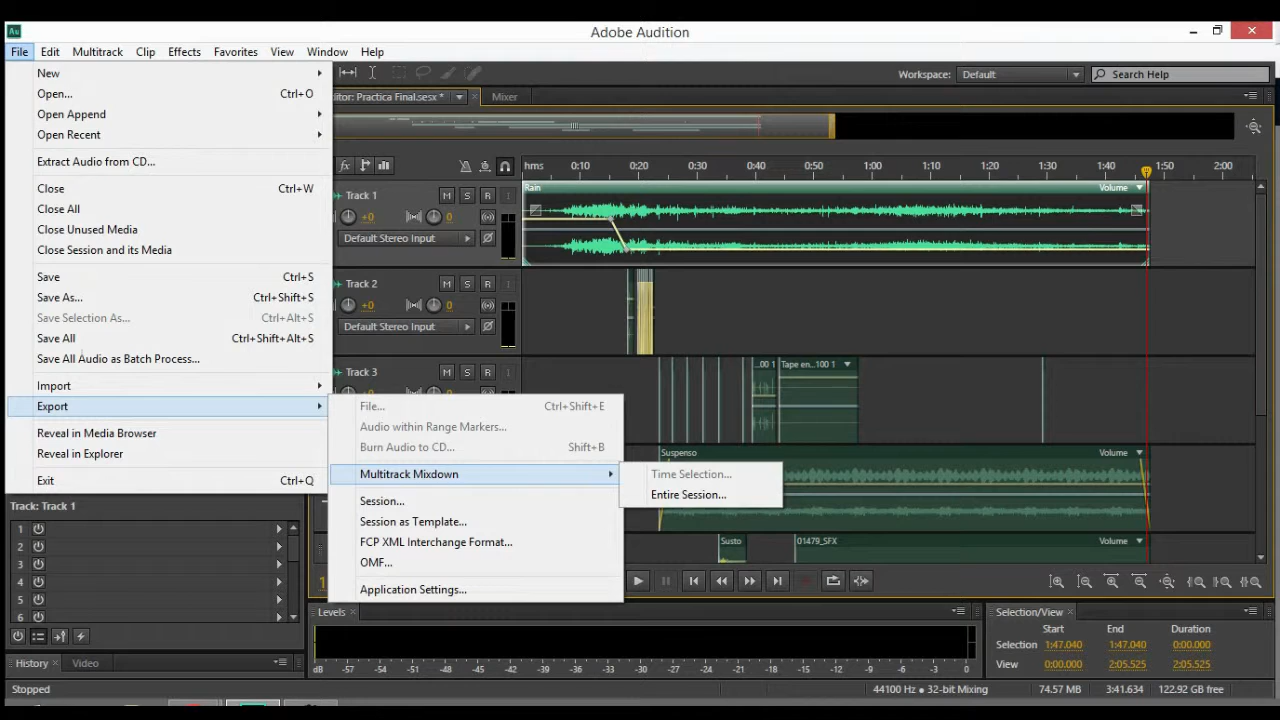 Au
Adobe Audition
File Edit Multitrack Clip Effects Favorites View Window Help
New
Open... Ctrl+O
Open Append
Open Recent
Extract Audio from CD...
Close Ctrl+W
Close All
Close Unused Media
Close Session and its Media
Save Ctrl+S
Save As... Ctrl+Shift+S
Save Selection As... Ctrl+Alt+S
Save All Ctrl+Shift+Alt+S
Save All Audio as Batch Process...
Import
Export
Reveal in Media Browser
Reveal in Explorer
Exit Ctrl+Q
File... Ctrl+Shift+E
Audio within Range Markers...
Burn Audio to CD... Shift+B
Multitrack Mixdown
Session...
Session as Template...
FCP XML Interchange Format...
OMF...
Application Settings...
Time Selection...
Entire Session...
Workspace: Default Search Help
Practica Final.sesx * Mixer
fx
hms 0:10 0:20 0:30 0:40 0:50 1:00 1:10 1:20 1:30 1:40 1:50 2:00
Track 1 M S R I
+0 0
Default Stereo Input
Rain Volume
Track 2 M S R I
+0 0
Default Stereo Input
Track 3 M S R I
...00 1 Tape en...100 1
Suspenso Volume
Susto 01479_SFX Volume
Track: Track 1
1
2
3
4
5
6
History Video
Levels
dB -57 -54 -51 -48 -45 -42 -39 -36 -33 -30 -27 -24 -21 -18 -15 -12 -9 -6 -3 0
Selection/View
Start End Duration
Selection 1:47.040 1:47.040 0:00.000
View 0:00.000 2:05.525 2:05.525
Stopped
44100 Hz ● 32-bit Mixing 74.57 MB 3:41.634 122.92 GB free